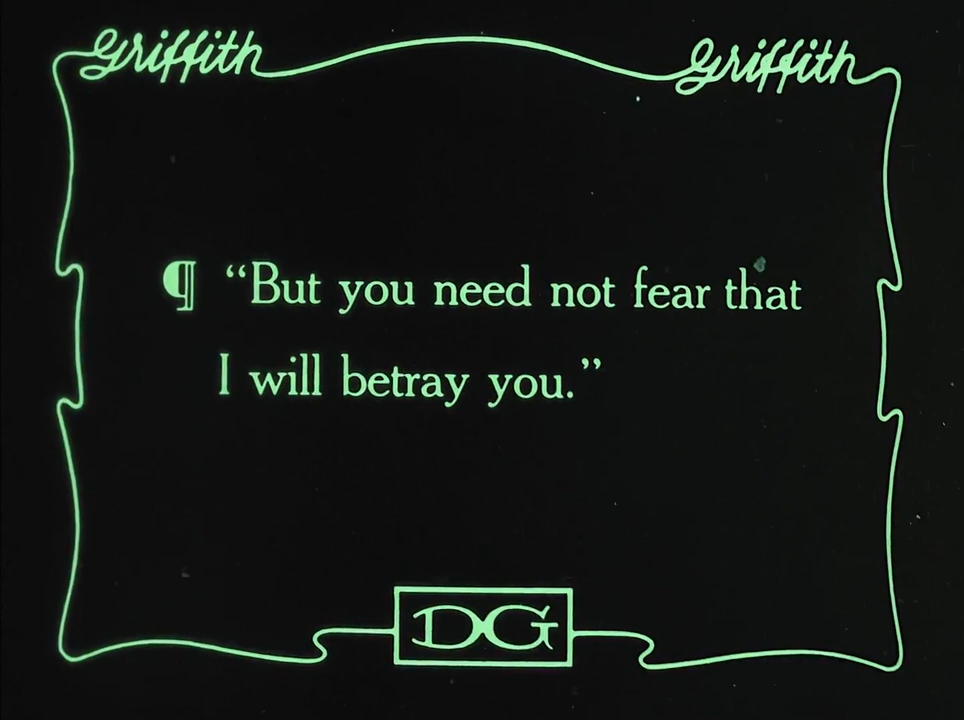 Griffith Griffith
¶ “But you need not fear that
I will betray you.”
DG